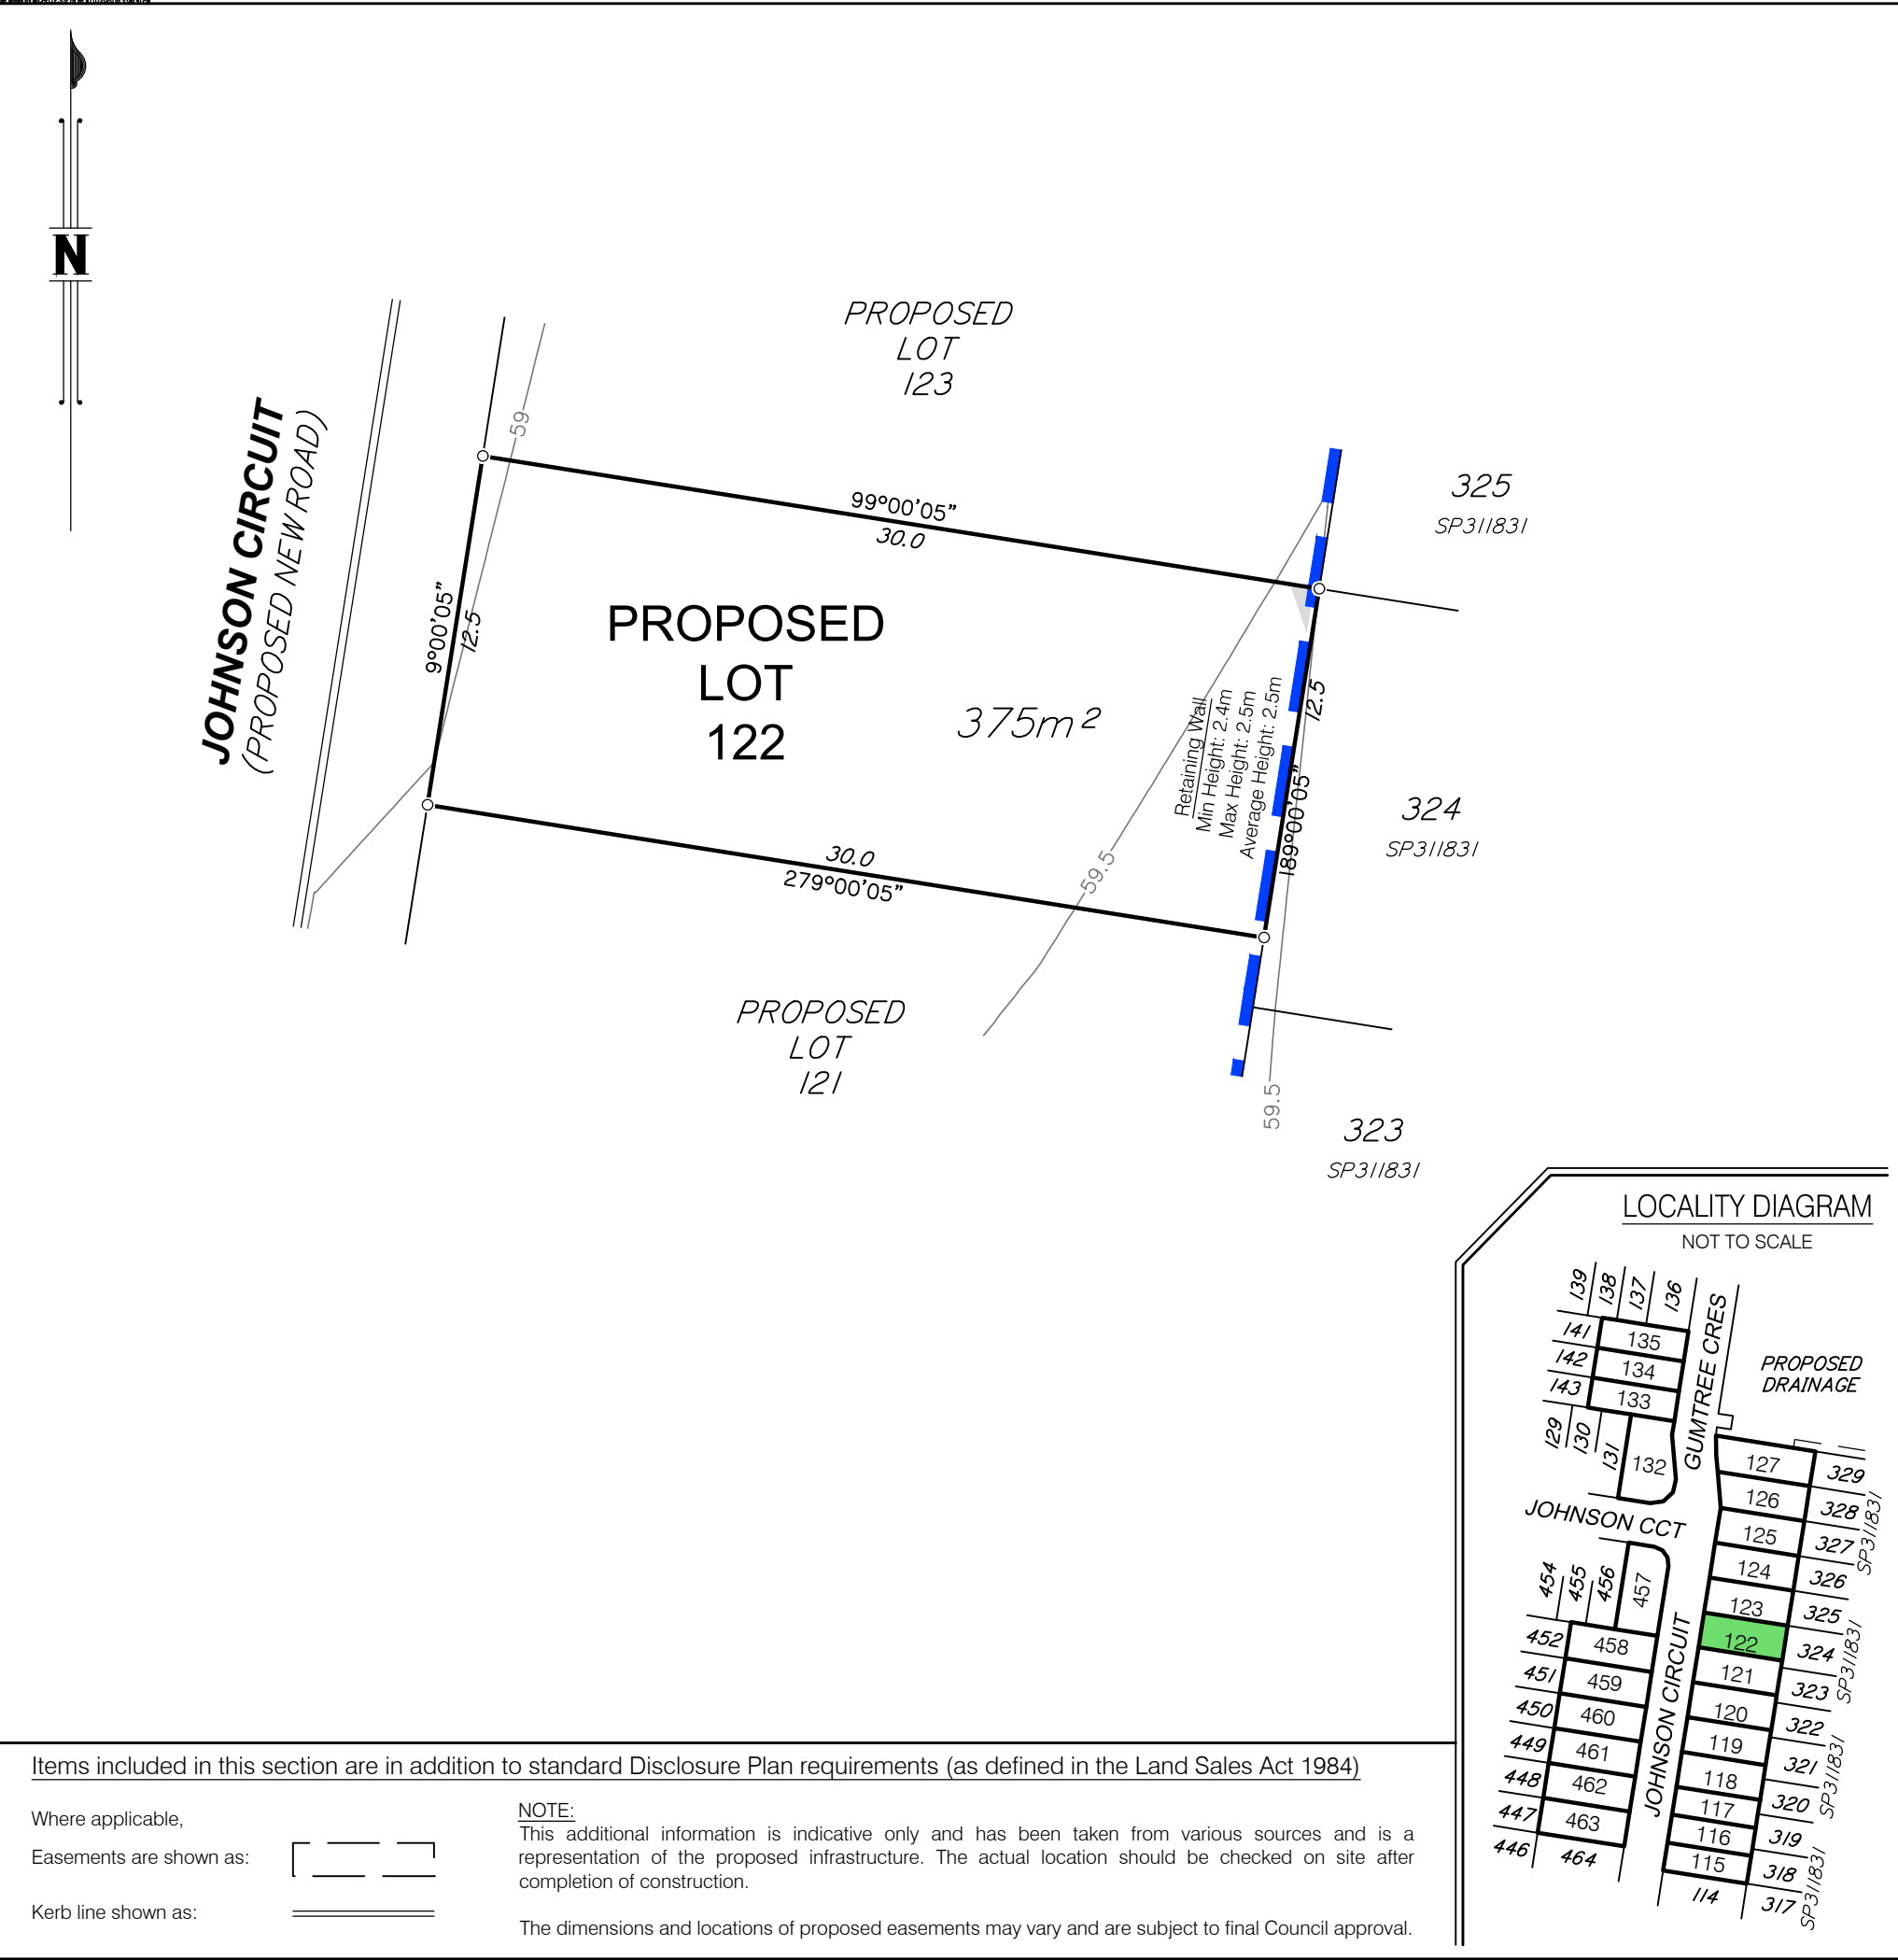 N
PROPOSED
LOT
123
JOHNSON CIRCUIT
(PROPOSED NEW ROAD)
59
325
SP311831
99°00'05"
30.0
9°00'05"
12.5
PROPOSED
LOT
122
375m²
Retaining Wall
Min Height: 2.4m
Max Height: 2.5m
Average Height: 2.5m
12.5
189°00'05"
324
SP311831
30.0
279°00'05"
59.5
PROPOSED
LOT
121
59.5
323
SP311831
LOCALITY DIAGRAM
NOT TO SCALE
139
138
137
136
GUMTREE CRES
141
135
142
134
143
133
PROPOSED
DRAINAGE
129
130
131
132
127
329
126
328
SP311831
JOHNSON CCT
125
327
124
326
454
455
456
457
123
325
452
458
122
324
SP311831
451
459
121
323
450
460
JOHNSON CIRCUIT
120
322
449
461
119
321
SP311831
448
462
118
320
447
463
117
319
446
464
116
318
115
317
SP311831
114
Items included in this section are in addition to standard Disclosure Plan requirements (as defined in the Land Sales Act 1984)
Where applicable,
Easements are shown as:
Kerb line shown as:
NOTE:
This additional information is indicative only and has been taken from various sources and is a
representation of the proposed infrastructure. The actual location should be checked on site after
completion of construction.
The dimensions and locations of proposed easements may vary and are subject to final Council approval.